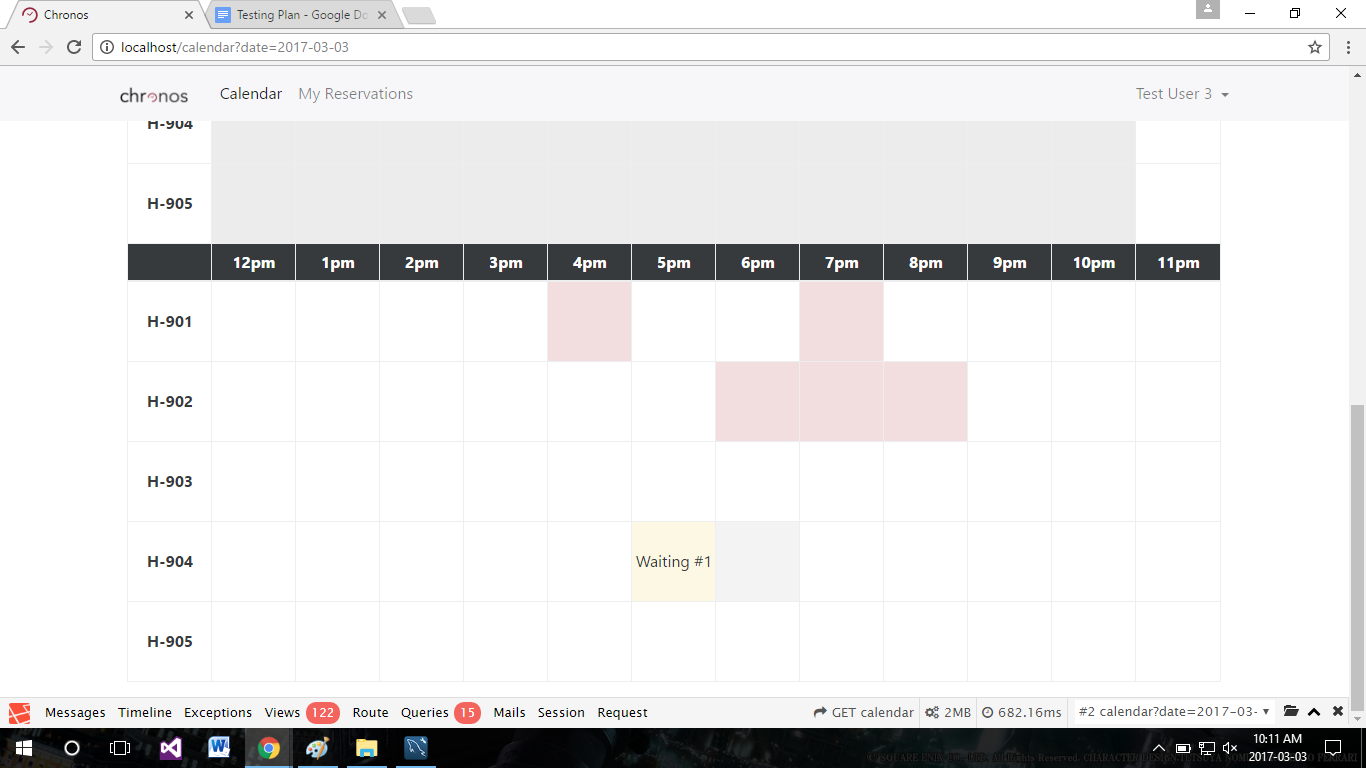 Chronos
Testing Plan - Google Do
localhost/calendar?date=2017-03-03
chronos Calendar My Reservations Test User 3
H-904
H-905
12pm 1pm 2pm 3pm 4pm 5pm 6pm 7pm 8pm 9pm 10pm 11pm
H-901
H-902
H-903
H-904 Waiting #1
H-905
Messages Timeline Exceptions Views 122 Route Queries 15 Mails Session Request GET calendar 2MB 682.16ms #2 calendar?date=2017-03-
10:11 AM
2017-03-03